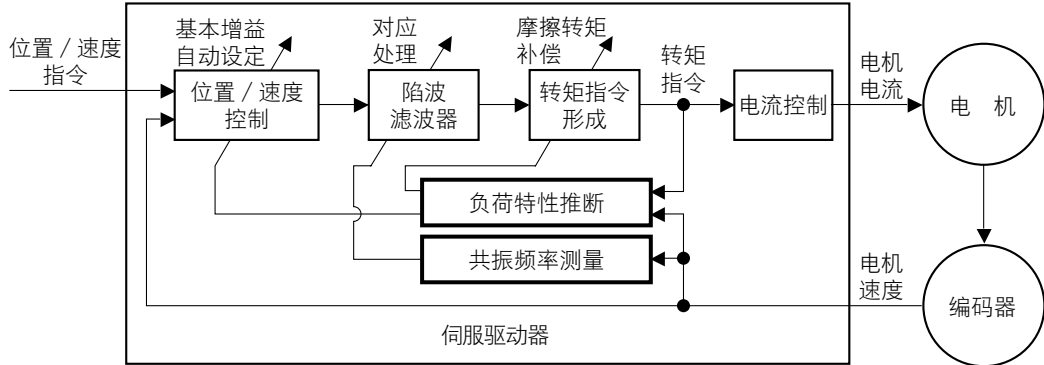 位置／速度
指令
基本增益
自动设定
对应
处理
摩擦转矩
补偿
转矩
指令
电机
电流
位置／速度
控制
陷波
滤波器
转矩指令
形成
电流控制
电 机
负荷特性推断
共振频率测量
电机
速度
编码器
伺服驱动器